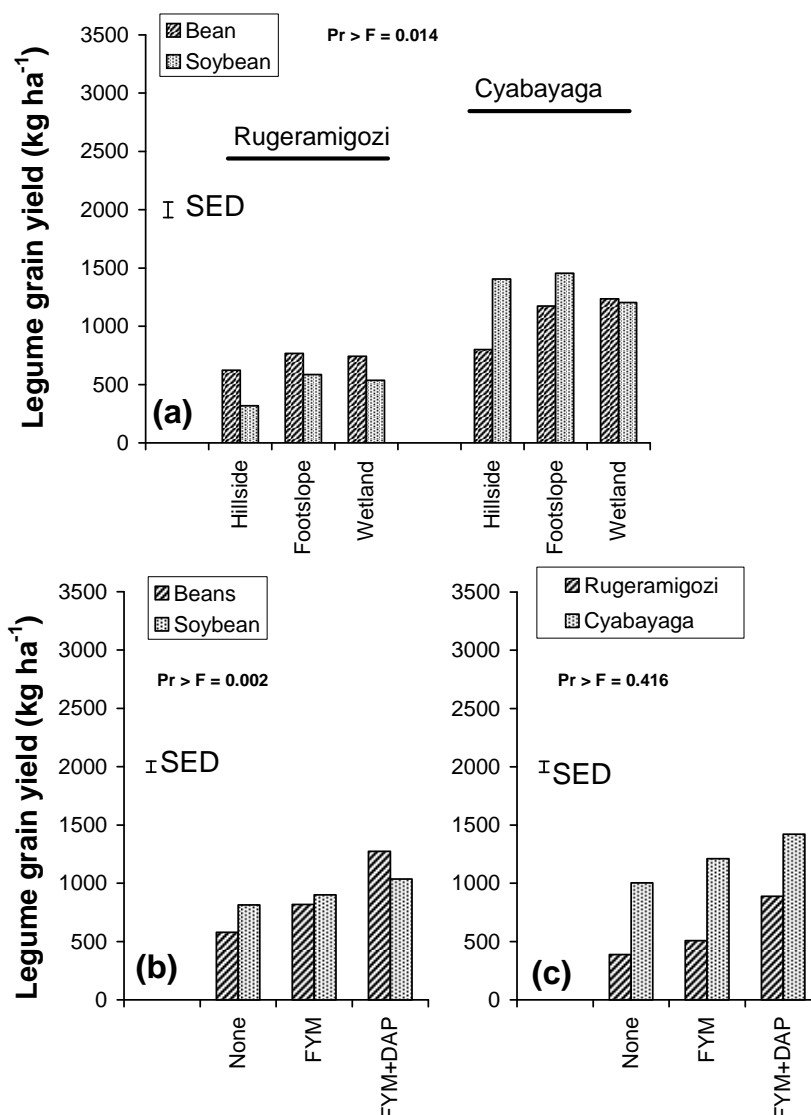 Bean
Soybean
Pr > F = 0.014
Legume grain yield (kg ha⁻¹)
3500
3000
2500
2000
1500
1000
500
0
Rugeramigozi
Cyabayaga
SED
(a)
Hillside
Footslope
Wetland
Hillside
Footslope
Wetland
Beans
Soybean
Pr > F = 0.002
Legume grain yield (kg ha⁻¹)
3500
3000
2500
2000
1500
1000
500
0
SED
(b)
None
FYM
FYM+DAP
Rugeramigozi
Cyabayaga
Pr > F = 0.416
3500
3000
2500
2000
1500
1000
500
0
SED
(c)
None
FYM
FYM+DAP